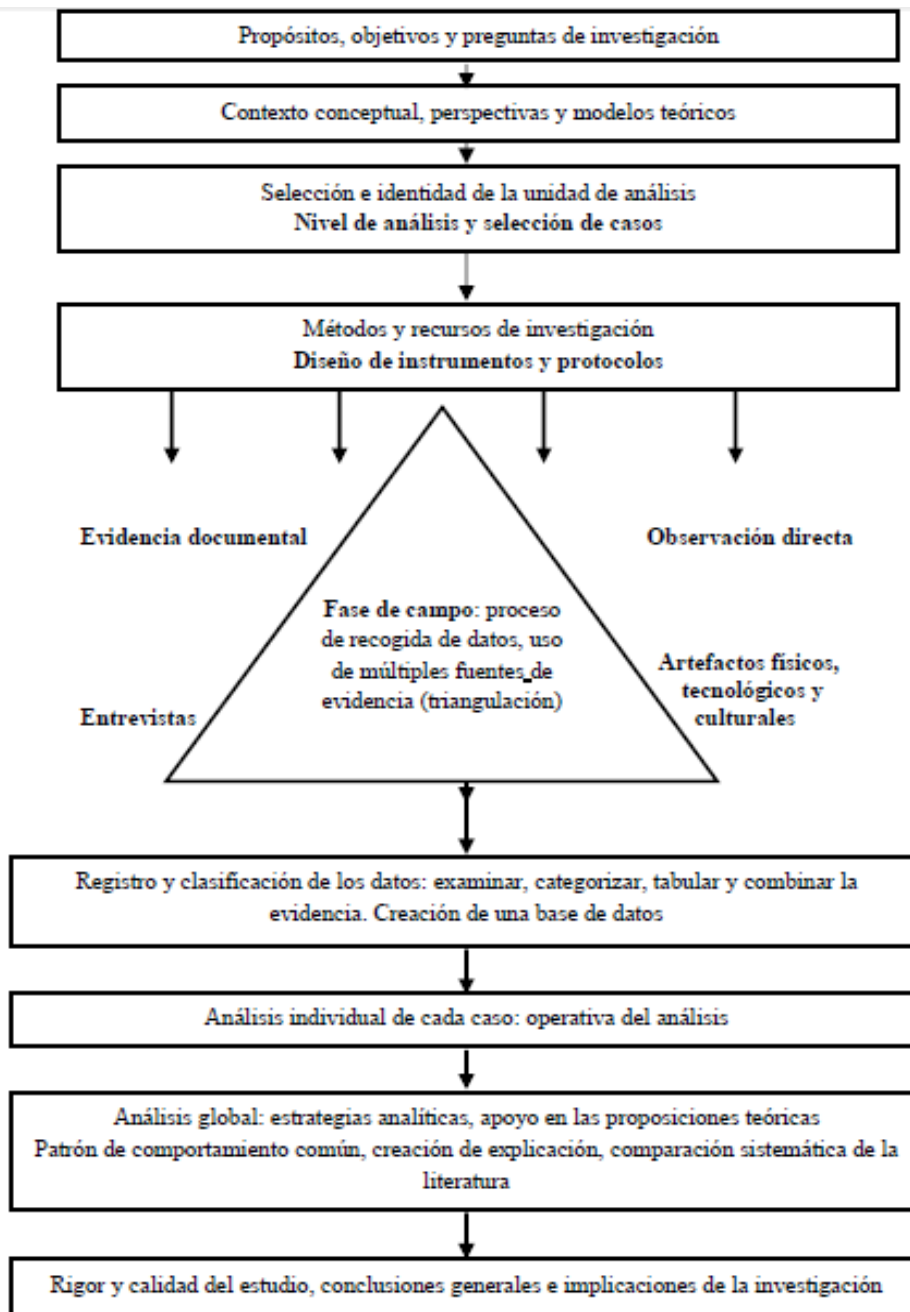 Propósitos, objetivos y preguntas de investigación
Contexto conceptual, perspectivas y modelos teóricos
Selección e identidad de la unidad de análisis
Nivel de análisis y selección de casos
Métodos y recursos de investigación
Diseño de instrumentos y protocolos
Evidencia documental
Observación directa
Fase de campo: proceso
de recogida de datos, uso
de múltiples fuentes de
evidencia (triangulación)
Entrevistas
Artefactos físicos,
tecnológicos y
culturales
Registro y clasificación de los datos: examinar, categorizar, tabular y combinar la
evidencia. Creación de una base de datos
Análisis individual de cada caso: operativa del análisis
Análisis global: estrategias analíticas, apoyo en las proposiciones teóricas
Patrón de comportamiento común, creación de explicación, comparación sistemática de la
literatura
Rigor y calidad del estudio, conclusiones generales e implicaciones de la investigación